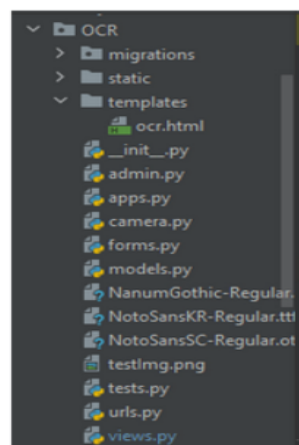 OCR
migrations
static
templates
ocr.html
__init__.py
admin.py
apps.py
camera.py
forms.py
models.py
NanumGothic-Regular.
NotoSansKR-Regular.ttf
NotoSansSC-Regular.ot
testImg.png
tests.py
urls.py
views.py